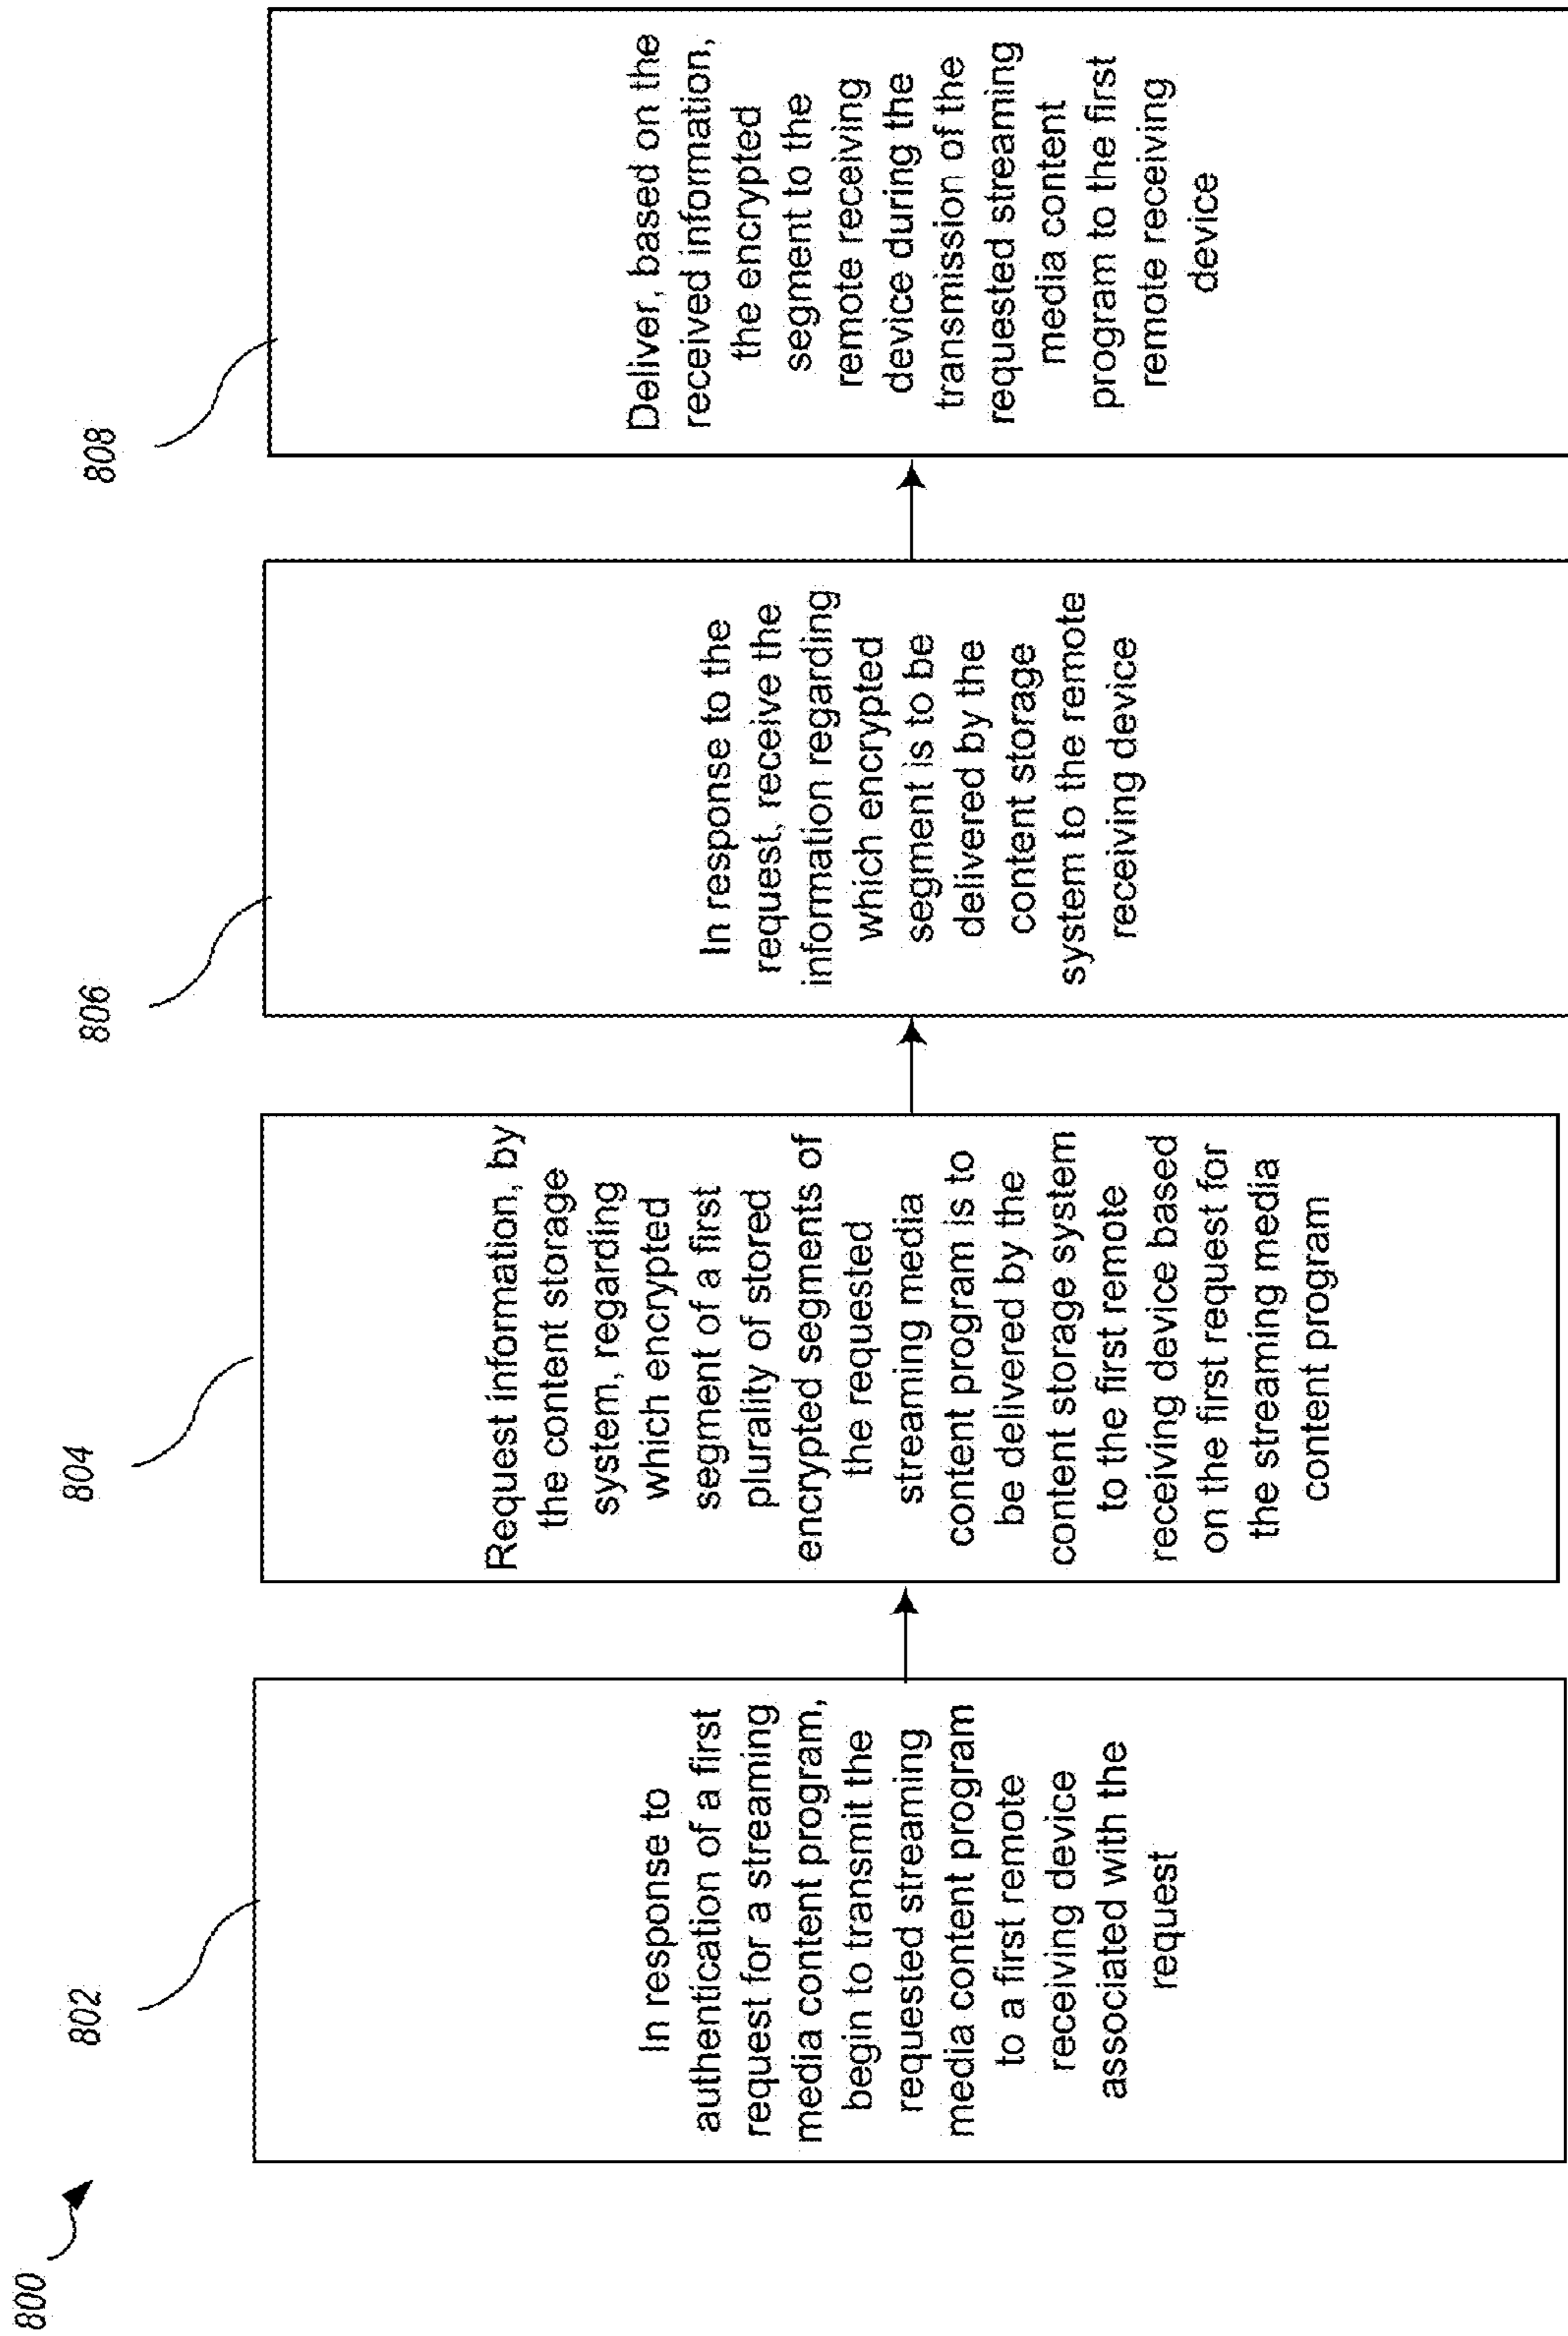 800
802
In response to
authentication of a first
request for a streaming
media content program,
begin to transmit the
requested streaming
media content program
to a first remote
receiving device
associated with the
request
804
Request information, by
the content storage
system, regarding
which encrypted
segment of a first
plurality of stored
encrypted segments of
the requested
streaming media
content program is to
be delivered by the
content storage system
to the first remote
receiving device based
on the first request for
the streaming media
content program
806
In response to the
request, receive the
information regarding
which encrypted
segment is to be
delivered by the
content storage
system to the remote
receiving device
808
Deliver, based on the
received information,
the encrypted
segment to the
remote receiving
device during the
transmission of the
requested streaming
media content
program to the first
remote receiving
device